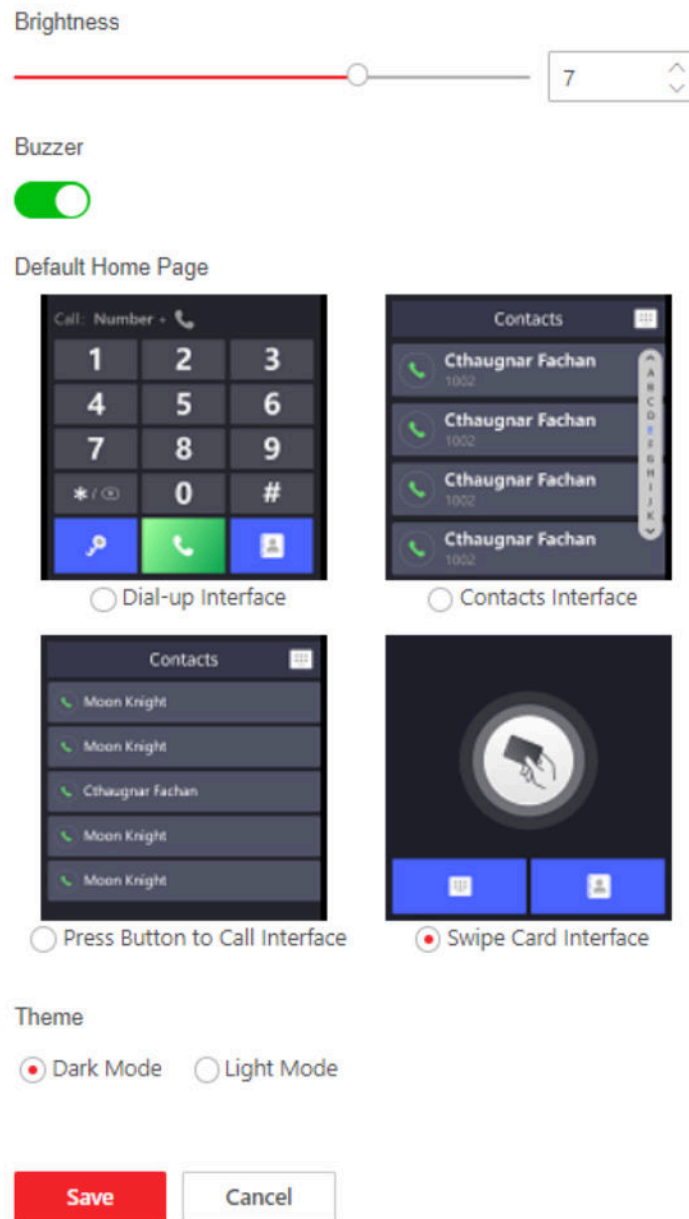 Brightness
7
Buzzer
Default Home Page
Call: Number +
1 2 3
4 5 6
7 8 9
* / 0 #
Dial-up Interface
Contacts
Cthaugnar Fachan
1002
Cthaugnar Fachan
1002
Cthaugnar Fachan
1002
Cthaugnar Fachan
1002
A
B
C
D
E
F
G
H
I
J
K
Contacts Interface
Contacts
Moon Knight
Moon Knight
Cthaugnar Fachan
Moon Knight
Moon Knight
Press Button to Call Interface
Swipe Card Interface
Theme
Dark Mode Light Mode
Save Cancel